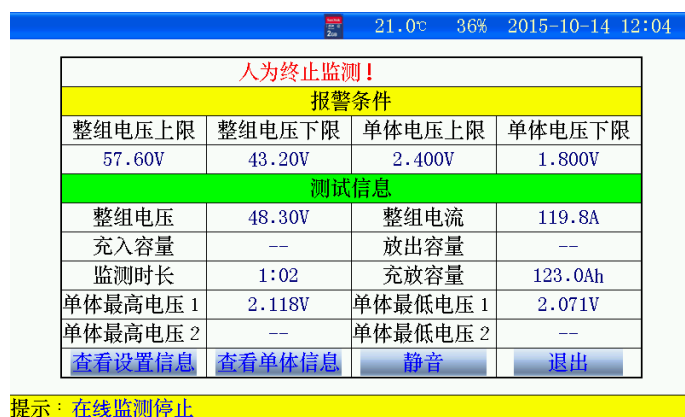 21.0℃ 36% 2015-10-14 12:04
人为终止监测！
报警条件
整组电压上限 整组电压下限 单体电压上限 单体电压下限
57.60V 43.20V 2.400V 1.800V
测试信息
整组电压 48.30V 整组电流 119.8A
充入容量 -- 放出容量 --
监测时长 1:02 充放容量 123.0Ah
单体最高电压1 2.118V 单体最低电压1 2.071V
单体最高电压2 -- 单体最低电压2 --
查看设置信息 查看单体信息 静音 退出
提示：在线监测停止